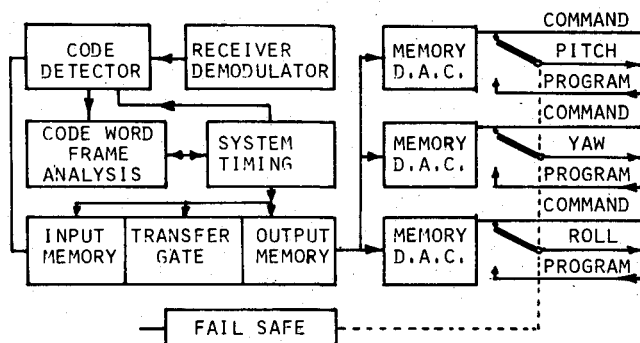 CODE
DETECTOR
RECEIVER
DEMODULATOR
CODE WORD
FRAME
ANALYSIS
SYSTEM
TIMING
INPUT
MEMORY
TRANSFER
GATE
OUTPUT
MEMORY
FAIL SAFE
MEMORY
D.A.C.
COMMAND
PITCH
PROGRAM
MEMORY
D.A.C.
COMMAND
YAW
PROGRAM
MEMORY
D.A.C.
COMMAND
ROLL
PROGRAM